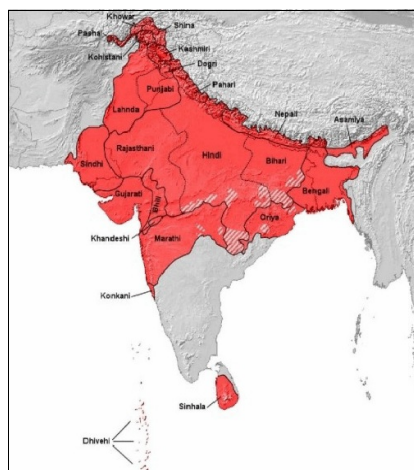 Khowar
Shina
Pashai
Kashmiri
Kohistani
Dogri
Punjabi
Pahari
Lahnda
Nepali
Asamiya
Rajasthani
Hindi
Bihari
Sindhi
Gujarati
Bhili
Bengali
Oriya
Khandeshi
Marathi
Konkani
Sinhala
Dhivehi